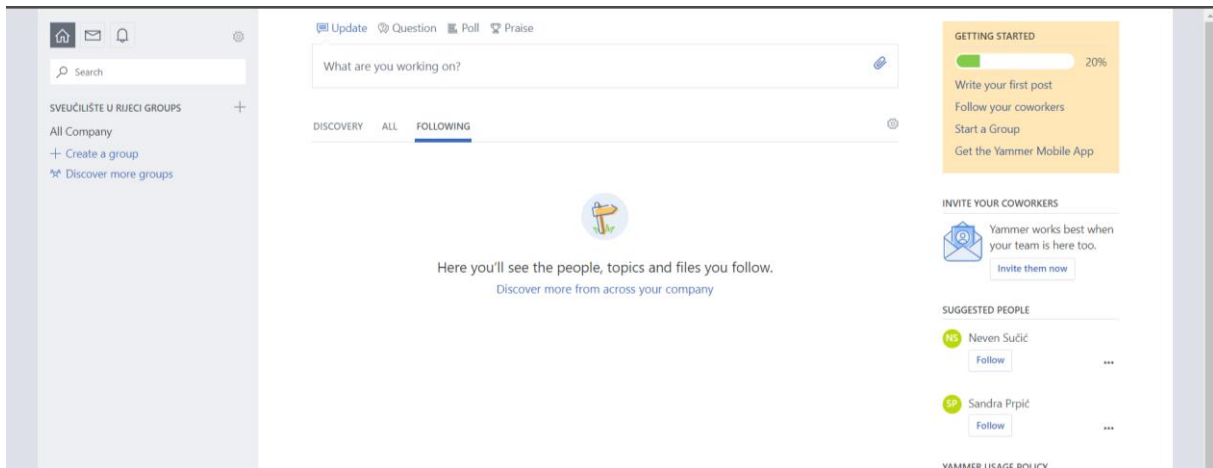 Search
SVEUČILIŠTE U RIJECI GROUPS
All Company
Create a group
Discover more groups
Update Question Poll Praise
What are you working on?
DISCOVERY ALL FOLLOWING
Here you'll see the people, topics and files you follow.
Discover more from across your company
GETTING STARTED
20%
Write your first post
Follow your coworkers
Start a Group
Get the Yammer Mobile App
INVITE YOUR COWORKERS
Yammer works best when
your team is here too.
Invite them now
SUGGESTED PEOPLE
NS Neven Sučić
Follow
SP Sandra Prpić
Follow
YAMMER USAGE POLICY